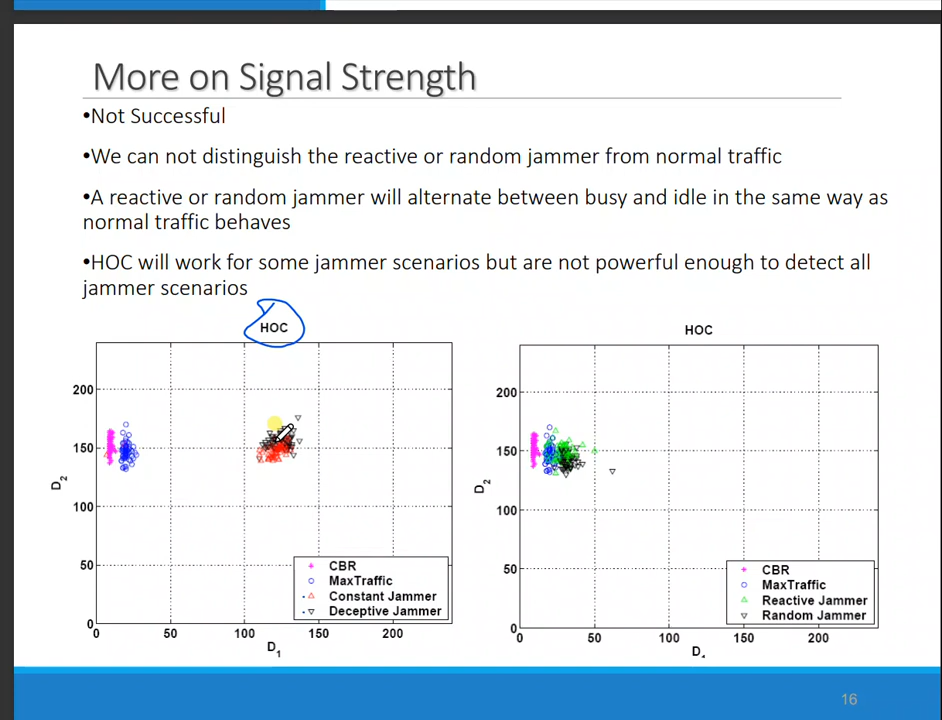 More on Signal Strength
•Not Successful
•We can not distinguish the reactive or random jammer from normal traffic
•A reactive or random jammer will alternate between busy and idle in the same way as
normal traffic behaves
•HOC will work for some jammer scenarios but are not powerful enough to detect all
jammer scenarios
HOC
200
150
100
50
0
D2
0 50 100 150 200
D1
CBR
MaxTraffic
Constant Jammer
Deceptive Jammer
HOC
200
150
100
50
0
D2
0 50 100 150 200
D1
CBR
MaxTraffic
Reactive Jammer
Random Jammer
16